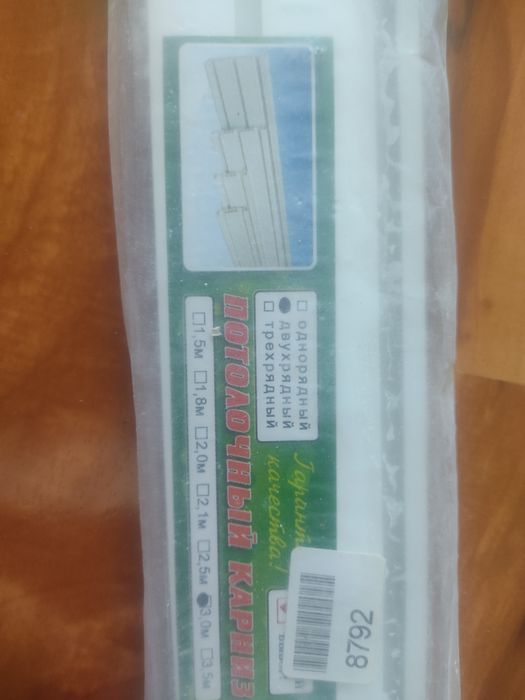 ☐ однорядный
двухрядный
☐ трехрядный
Гарант
качества!
ПОТОЛОЧНЫЙ КАРНИЗ
☐1,5м ☐1,8м ☐2,0м ☐2,1м ☐2,5м 3,0м ☐3,5м
8792